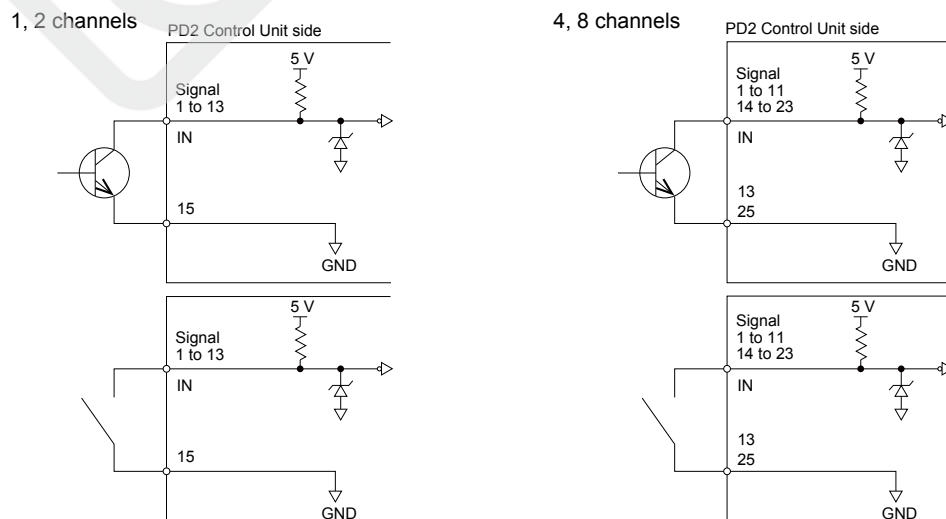 1, 2 channels
PD2 Control Unit side
5 V
Signal
1 to 13
IN
15
GND
5 V
Signal
1 to 13
IN
15
GND
4, 8 channels
PD2 Control Unit side
5 V
Signal
1 to 11
14 to 23
IN
13
25
GND
5 V
Signal
1 to 11
14 to 23
IN
13
25
GND